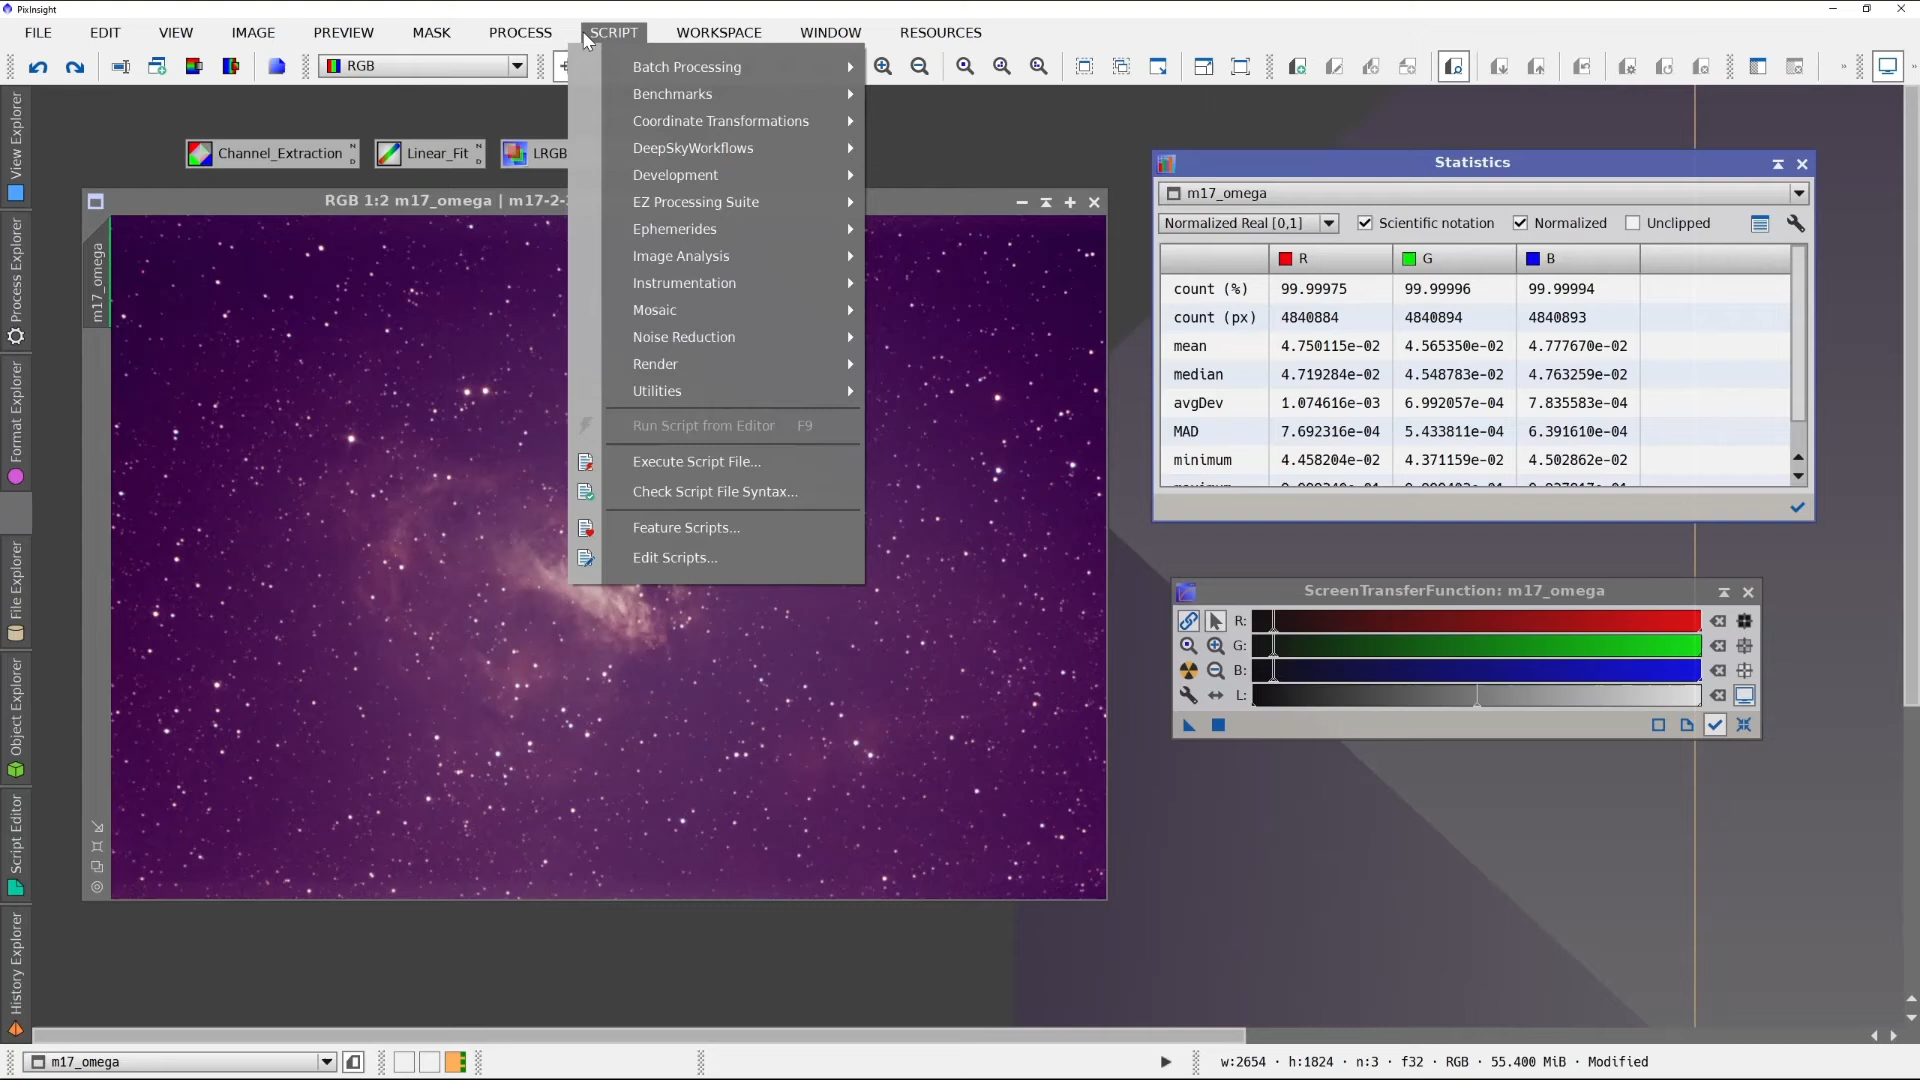 PixInsight
FILE EDIT VIEW IMAGE PREVIEW MASK PROCESS SCRIPT WORKSPACE WINDOW RESOURCES
RGB
Batch Processing
Benchmarks
Coordinate Transformations
DeepSkyWorkflows
Development
EZ Processing Suite
Ephemerides
Image Analysis
Instrumentation
Mosaic
Noise Reduction
Render
Utilities
Run Script from Editor F9
Execute Script File...
Check Script File Syntax...
Feature Scripts...
Edit Scripts...
View Explorer
Process Explorer
Format Explorer
File Explorer
Object Explorer
Script Editor
History Explorer
Channel_Extraction N D
Linear_Fit N D
LRGB
RGB 1:2 m17_omega | m17-2-
m17_omega
Statistics
m17_omega
Normalized Real [0,1] Scientific notation Normalized Unclipped
R G B
count (%) 99.99975 99.99996 99.99994
count (px) 4840884 4840894 4840893
mean 4.750115e-02 4.565350e-02 4.777670e-02
median 4.719284e-02 4.548783e-02 4.763259e-02
avgDev 1.074616e-03 6.992057e-04 7.835583e-04
MAD 7.692316e-04 5.433811e-04 6.391610e-04
minimum 4.458204e-02 4.371159e-02 4.502862e-02
ScreenTransferFunction: m17_omega
R:
G:
B:
L:
m17_omega
w:2654 · h:1824 · n:3 · f32 · RGB · 55.400 MiB · Modified